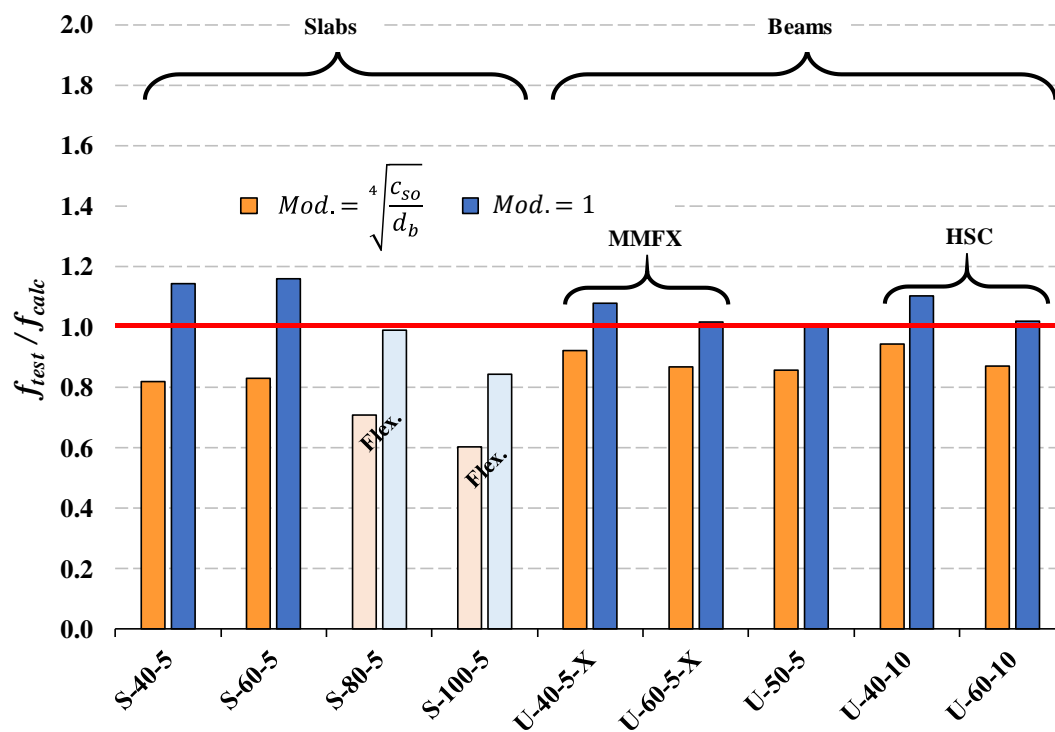 Slabs Beams
2.0
1.8
1.6
1.4
1.2
1.0
0.8
0.6
0.4
0.2
0.0
f_test / f_calc
Mod. = ∜(c_so/d_b) Mod. = 1
MMFX HSC
Flex. Flex.
S-40-5 S-60-5 S-80-5 S-100-5 U-40-5-X U-60-5-X U-50-5 U-40-10 U-60-10